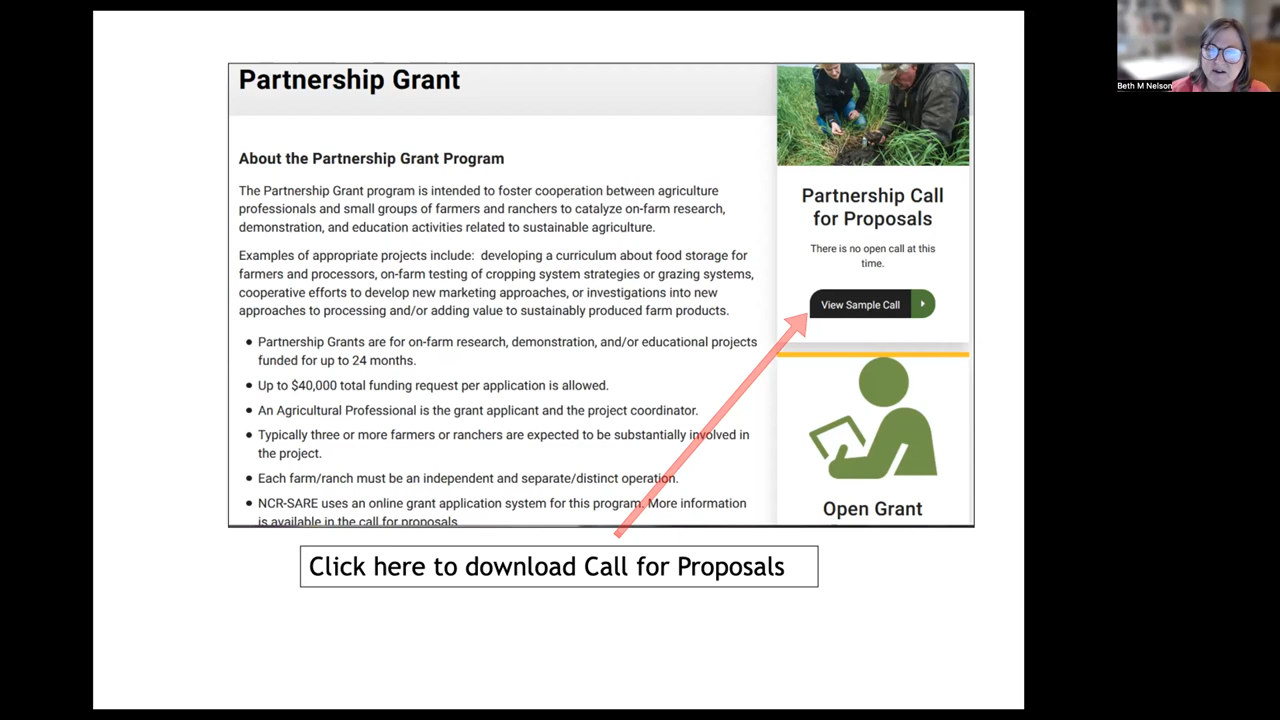 Partnership Grant
About the Partnership Grant Program
The Partnership Grant program is intended to foster cooperation between agriculture
professionals and small groups of farmers and ranchers to catalyze on-farm research,
demonstration, and education activities related to sustainable agriculture.
Examples of appropriate projects include: developing a curriculum about food storage for
farmers and processors, on-farm testing of cropping system strategies or grazing systems,
cooperative efforts to develop new marketing approaches, or investigations into new
approaches to processing and/or adding value to sustainably produced farm products.
• Partnership Grants are for on-farm research, demonstration, and/or educational projects
funded for up to 24 months.
• Up to $40,000 total funding request per application is allowed.
• An Agricultural Professional is the grant applicant and the project coordinator.
• Typically three or more farmers or ranchers are expected to be substantially involved in
the project.
• Each farm/ranch must be an independent and separate/distinct operation.
• NCR-SARE uses an online grant application system for this program. More information
is available in the call for proposals.
Partnership Call
for Proposals
There is no open call at this
time.
View Sample Call
Open Grant
Click here to download Call for Proposals
Beth M Nelson